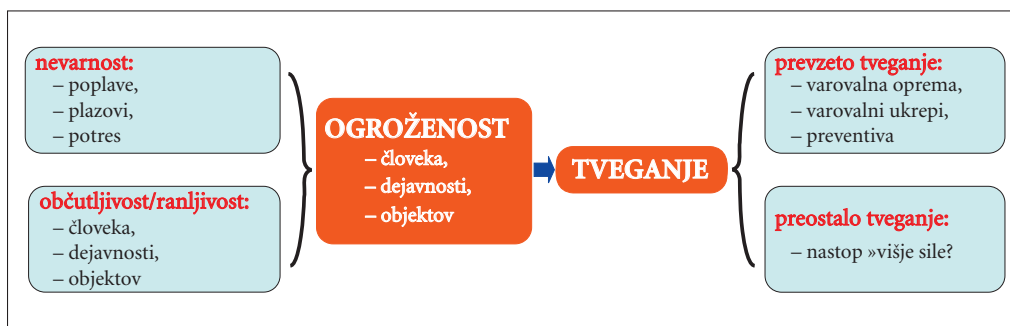 nevarnost:
– poplave,
– plazovi,
– potres
občutljivost/ranljivost:
– človeka,
– dejavnosti,
– objektov
OGROŽENOST
– človeka,
– dejavnosti,
– objektov
TVEGANJE
prevzeto tveganje:
– varovalna oprema,
– varovalni ukrepi,
– preventiva
preostalo tveganje:
– nastop »višje sile?